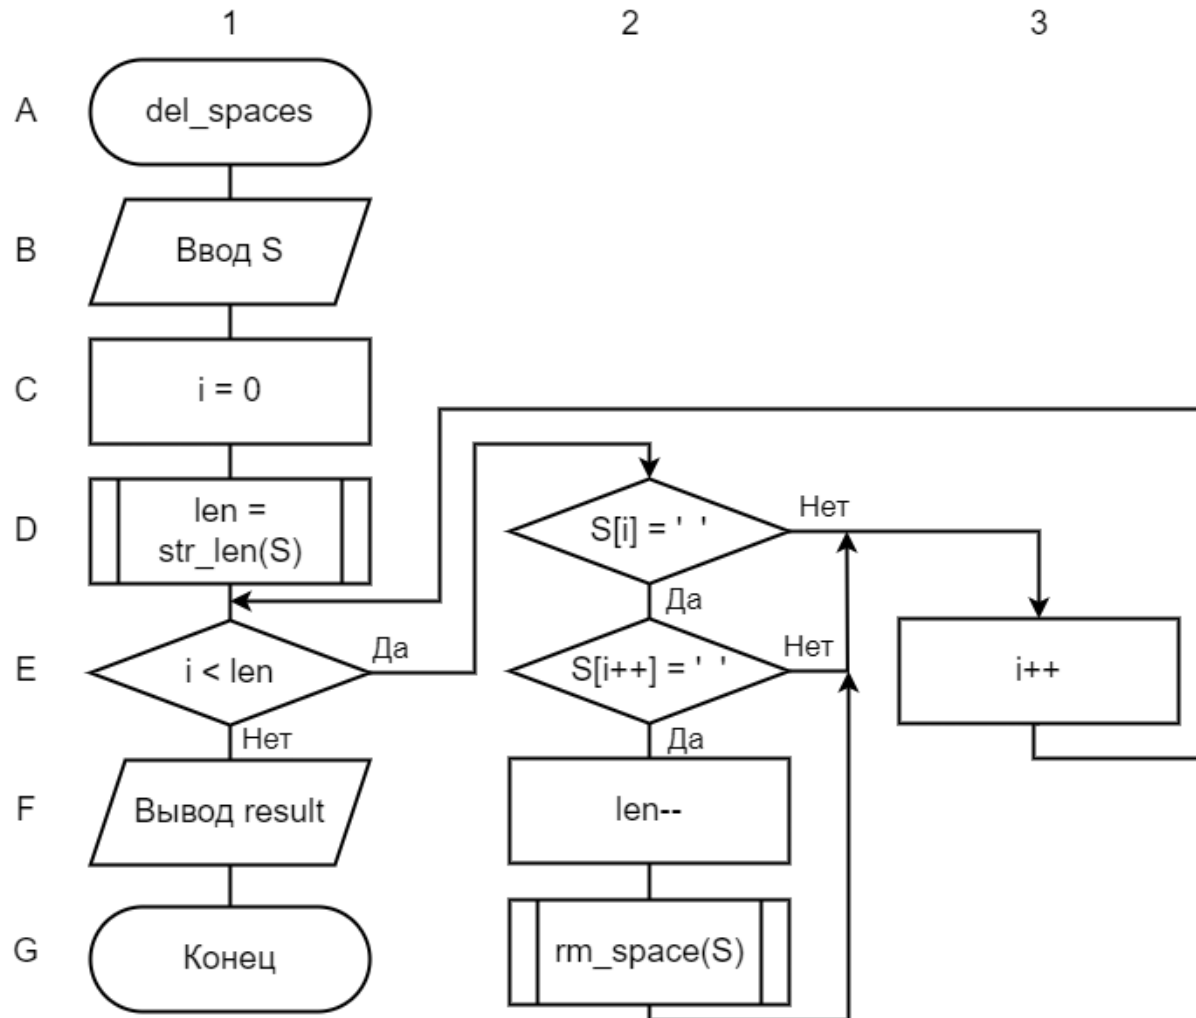 1 2 3
A
del_spaces
B
Ввод S
C
i = 0
D
len =
str_len(S)
S[i] = ' '
Нет
Да
E
i < len
Да
S[i++] = ' '
Нет
i++
Нет
Да
F
Вывод result
len--
G
Конец
rm_space(S)